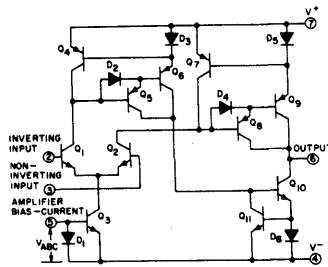 V+
7
Q4
D3
Q7
D5
D2
Q6
Q5
D4
Q9
Q8
INVERTING
INPUT
2
Q1
Q2
OUTPUT
6
NON-
INVERTING
INPUT
3
Q10
AMPLIFIER
BIAS-CURRENT
5
Q3
Q11
VABC
D1
D6
V-
4